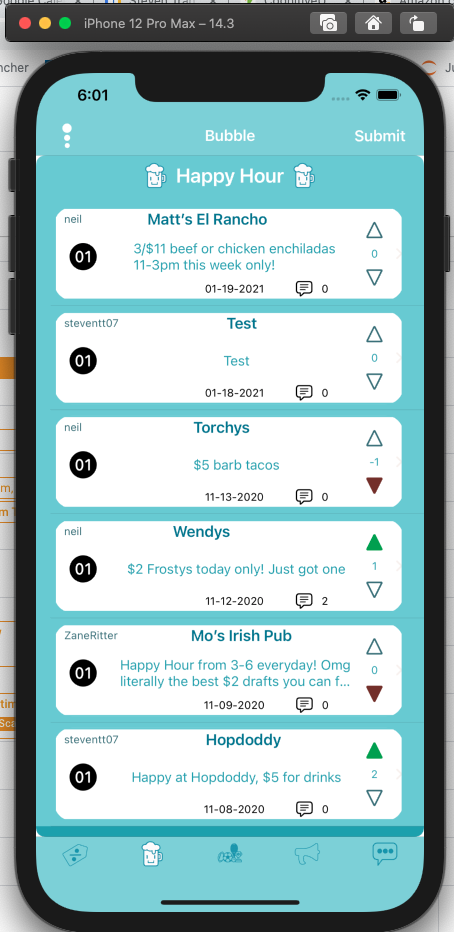 iPhone 12 Pro Max – 14.3
ncher
6:01
Bubble
Submit
Happy Hour
neil
Matt's El Rancho
01
3/$11 beef or chicken enchiladas
11-3pm this week only!
0
01-19-2021
0
steventt07
Test
01
Test
0
01-18-2021
0
neil
Torchys
01
$5 barb tacos
-1
11-13-2020
0
neil
Wendys
01
$2 Frostys today only! Just got one
1
11-12-2020
2
ZaneRitter
Mo's Irish Pub
01
Happy Hour from 3-6 everyday! Omg
literally the best $2 drafts you can f...
0
11-09-2020
0
steventt07
Hopdoddy
01
Happy at Hopdoddy, $5 for drinks
2
11-08-2020
0